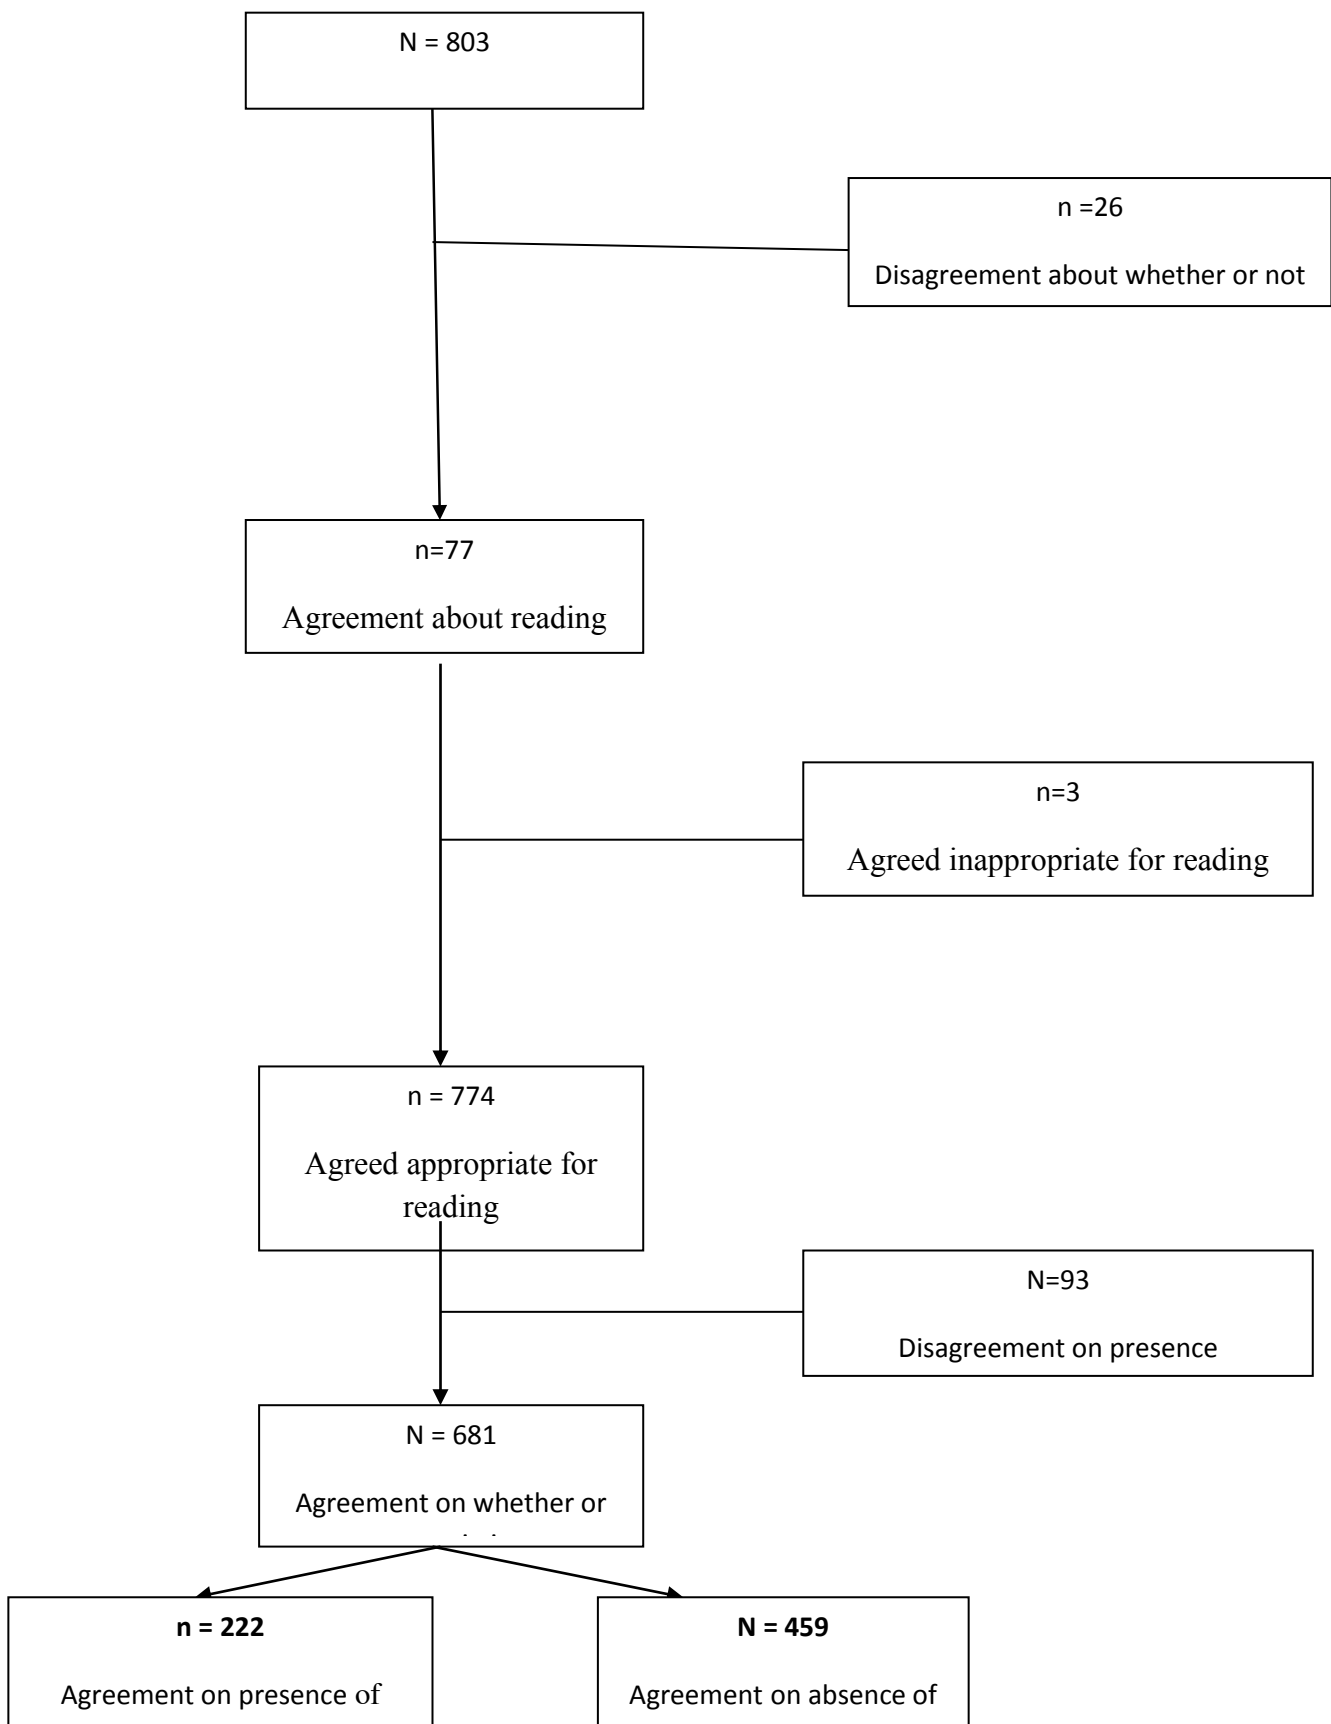 N = 803
n =26
Disagreement about whether or not
n=77
Agreement about reading
n=3
Agreed inappropriate for reading
n = 774
Agreed appropriate for
reading
N=93
Disagreement on presence
N = 681
Agreement on whether or
n = 222
Agreement on presence of
N = 459
Agreement on absence of